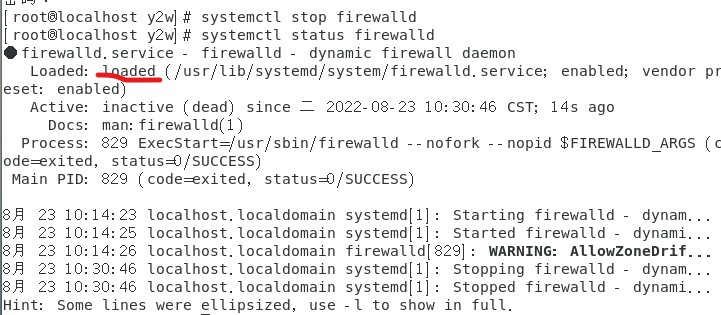 [root@localhost y2w]# systemctl stop firewalld
[root@localhost y2w]# systemctl status firewalld
● firewalld.service - firewalld - dynamic firewall daemon
Loaded: loaded (/usr/lib/systemd/system/firewalld.service; enabled; vendor pr
eset: enabled)
Active: inactive (dead) since 二 2022-08-23 10:30:46 CST; 14s ago
Docs: man:firewalld(1)
Process: 829 ExecStart=/usr/sbin/firewalld --nofork --nopid $FIREWALLD_ARGS (c
ode=exited, status=0/SUCCESS)
Main PID: 829 (code=exited, status=0/SUCCESS)

8月 23 10:14:23 localhost.localdomain systemd[1]: Starting firewalld - dynam...
8月 23 10:14:25 localhost.localdomain systemd[1]: Started firewalld - dynami...
8月 23 10:14:26 localhost.localdomain firewalld[829]: WARNING: AllowZoneDrif...
8月 23 10:30:46 localhost.localdomain systemd[1]: Stopping firewalld - dynam...
8月 23 10:30:46 localhost.localdomain systemd[1]: Stopped firewalld - dynami...
Hint: Some lines were ellipsized, use -l to show in full.